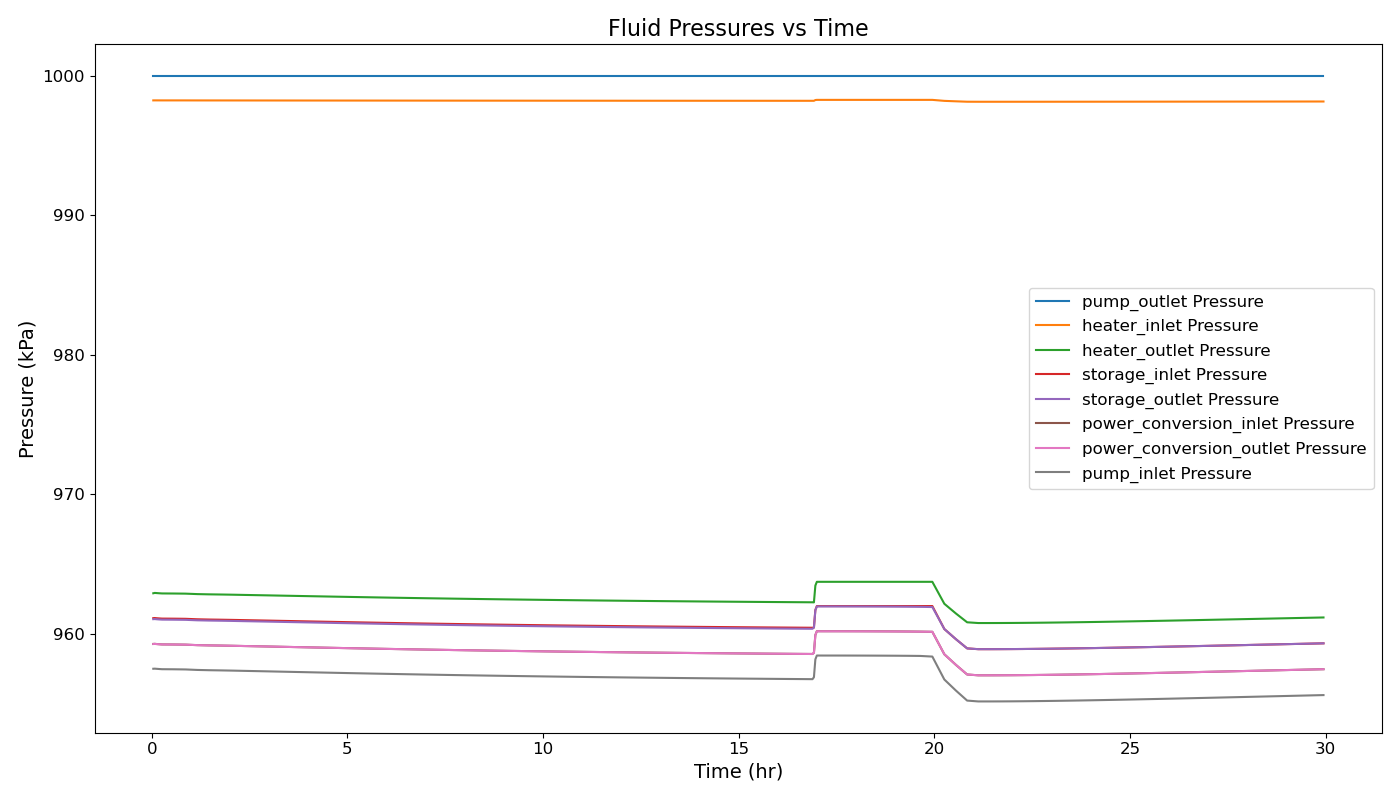 Fluid Pressures vs Time
Pressure (kPa)
1000
990
980
970
960
pump_outlet Pressure
heater_inlet Pressure
heater_outlet Pressure
storage_inlet Pressure
storage_outlet Pressure
power_conversion_inlet Pressure
power_conversion_outlet Pressure
pump_inlet Pressure
0 5 10 15 20 25 30
Time (hr)